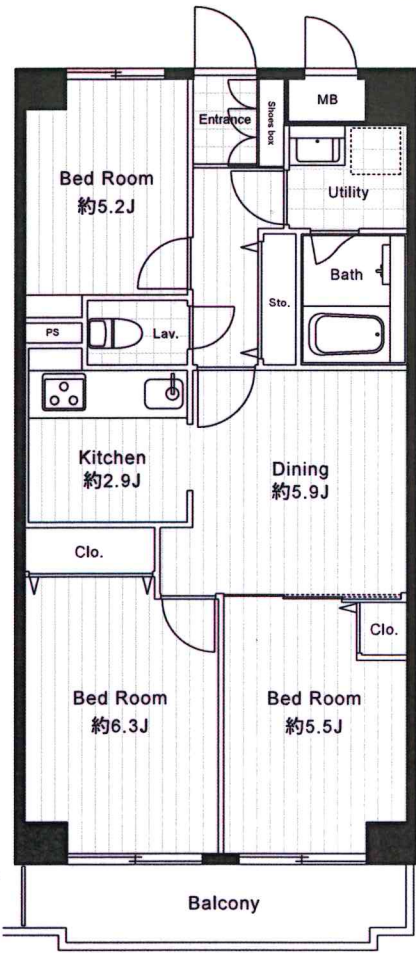 MB
Entrance
Shoes box
Bed Room
約5.2J
Utility
Bath
Sto.
PS
Lav.
Kitchen
約2.9J
Dining
約5.9J
Clo.
Clo.
Bed Room
約6.3J
Bed Room
約5.5J
Balcony